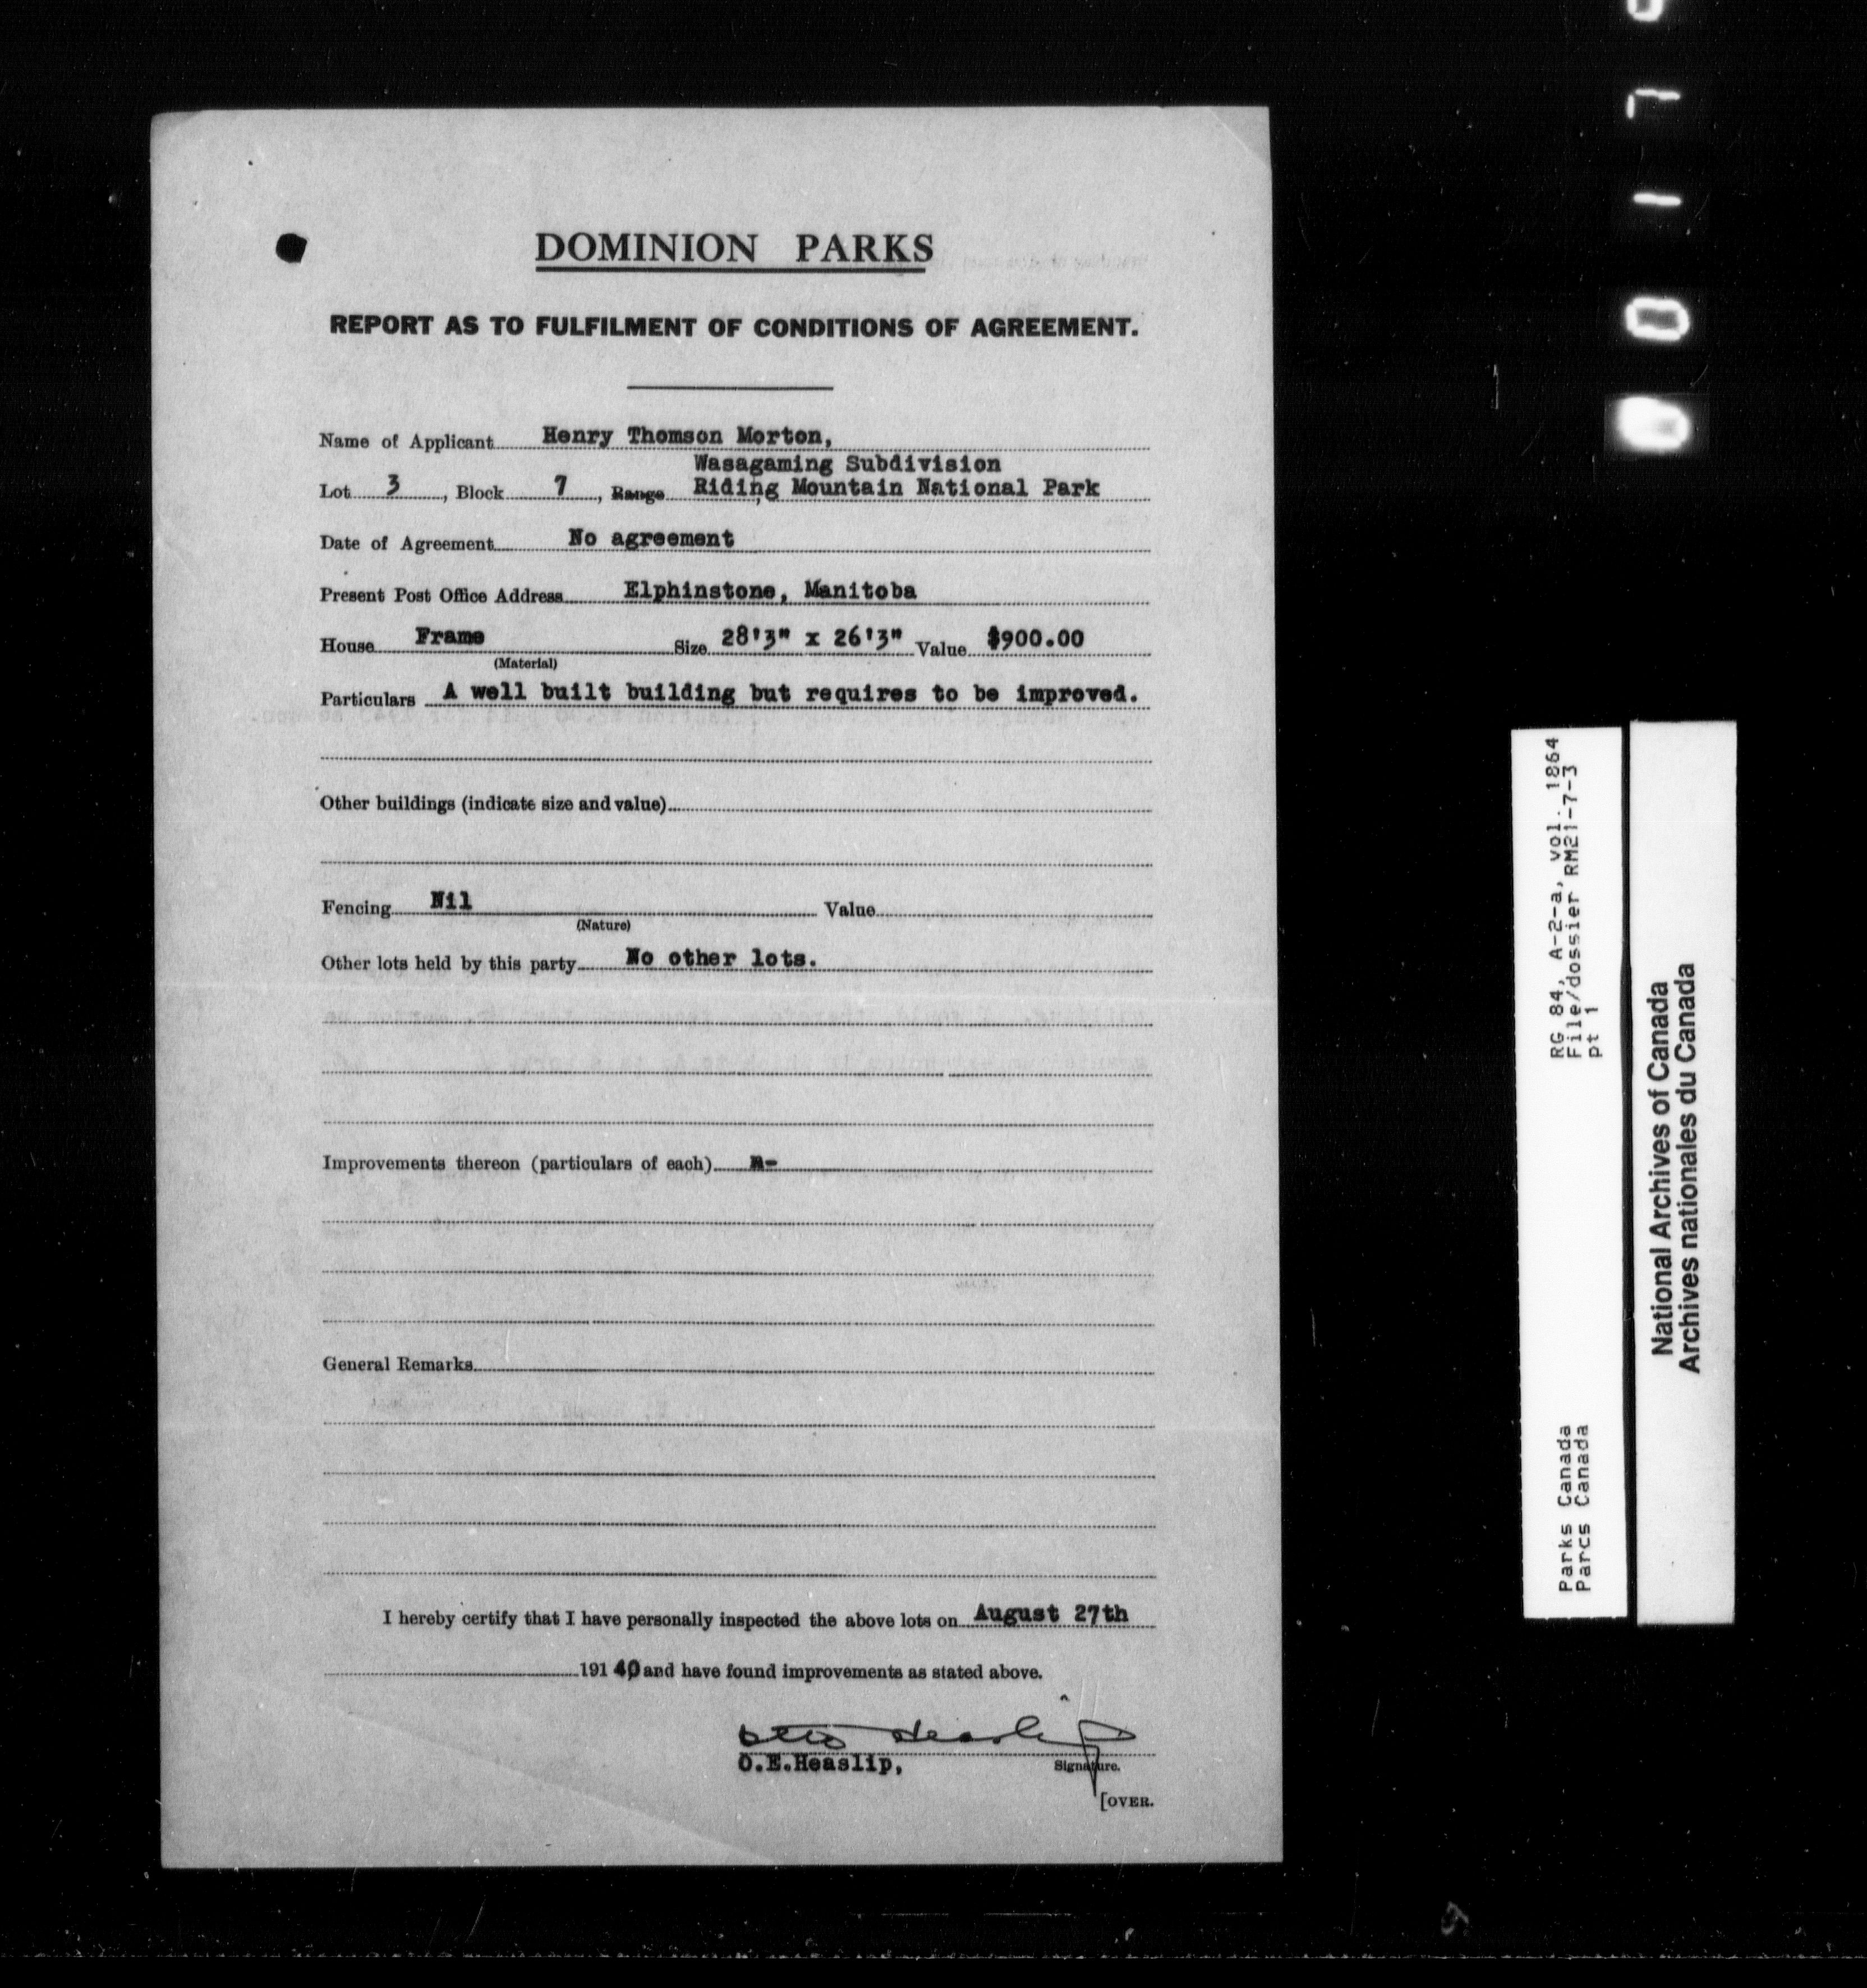 DOMINION PARKS
REPORT AS TO FULFILMENT OF CONDITIONS OF AGREEMENT.
Name of Applicant Henry Thomson Morton,
Wasagaming Subdivision
Lot 3, Block 7, Range Riding Mountain National Park
Date of Agreement No agreement
Present Post Office Address Elphinstone, Manitoba
House Frame Size 28'3" x 26'3" Value $900.00
(Material)
Particulars A well built building but requires to be improved.
Other buildings (indicate size and value)
Fencing Nil Value
(Nature)
Other lots held by this party No other lots.
Improvements thereon (particulars of each)
General Remarks
I hereby certify that I have personally inspected the above lots on August 27th
191 40 and have found improvements as stated above.
Otto Heaslip
O.E.Heaslip, Signature.
[OVER.
RG 84, A-2-a, vol. 1864
File/dossier RM21-7-3
pt 1
Parks Canada
Parcs Canada
National Archives of Canada
Archives nationales du Canada